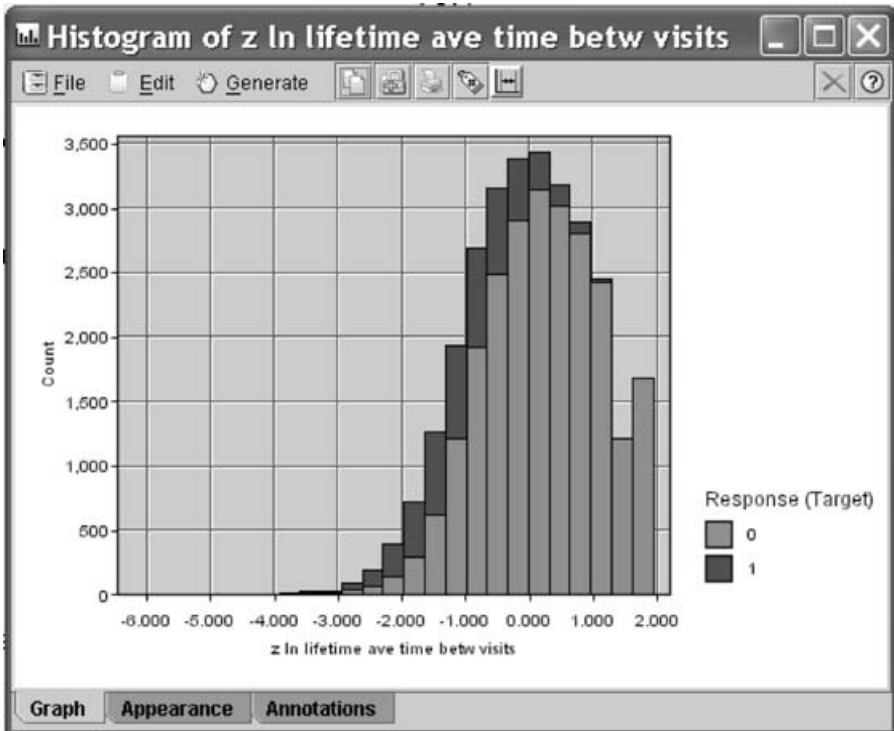 Histogram of z ln lifetime ave time betw visits
File Edit Generate
3,500
3,000
2,500
2,000
1,500
1,000
500
0
Count
-6.000 -5.000 -4.000 -3.000 -2.000 -1.000 0.000 1.000 2.000
z ln lifetime ave time betw visits
Response (Target)
0
1
Graph Appearance Annotations